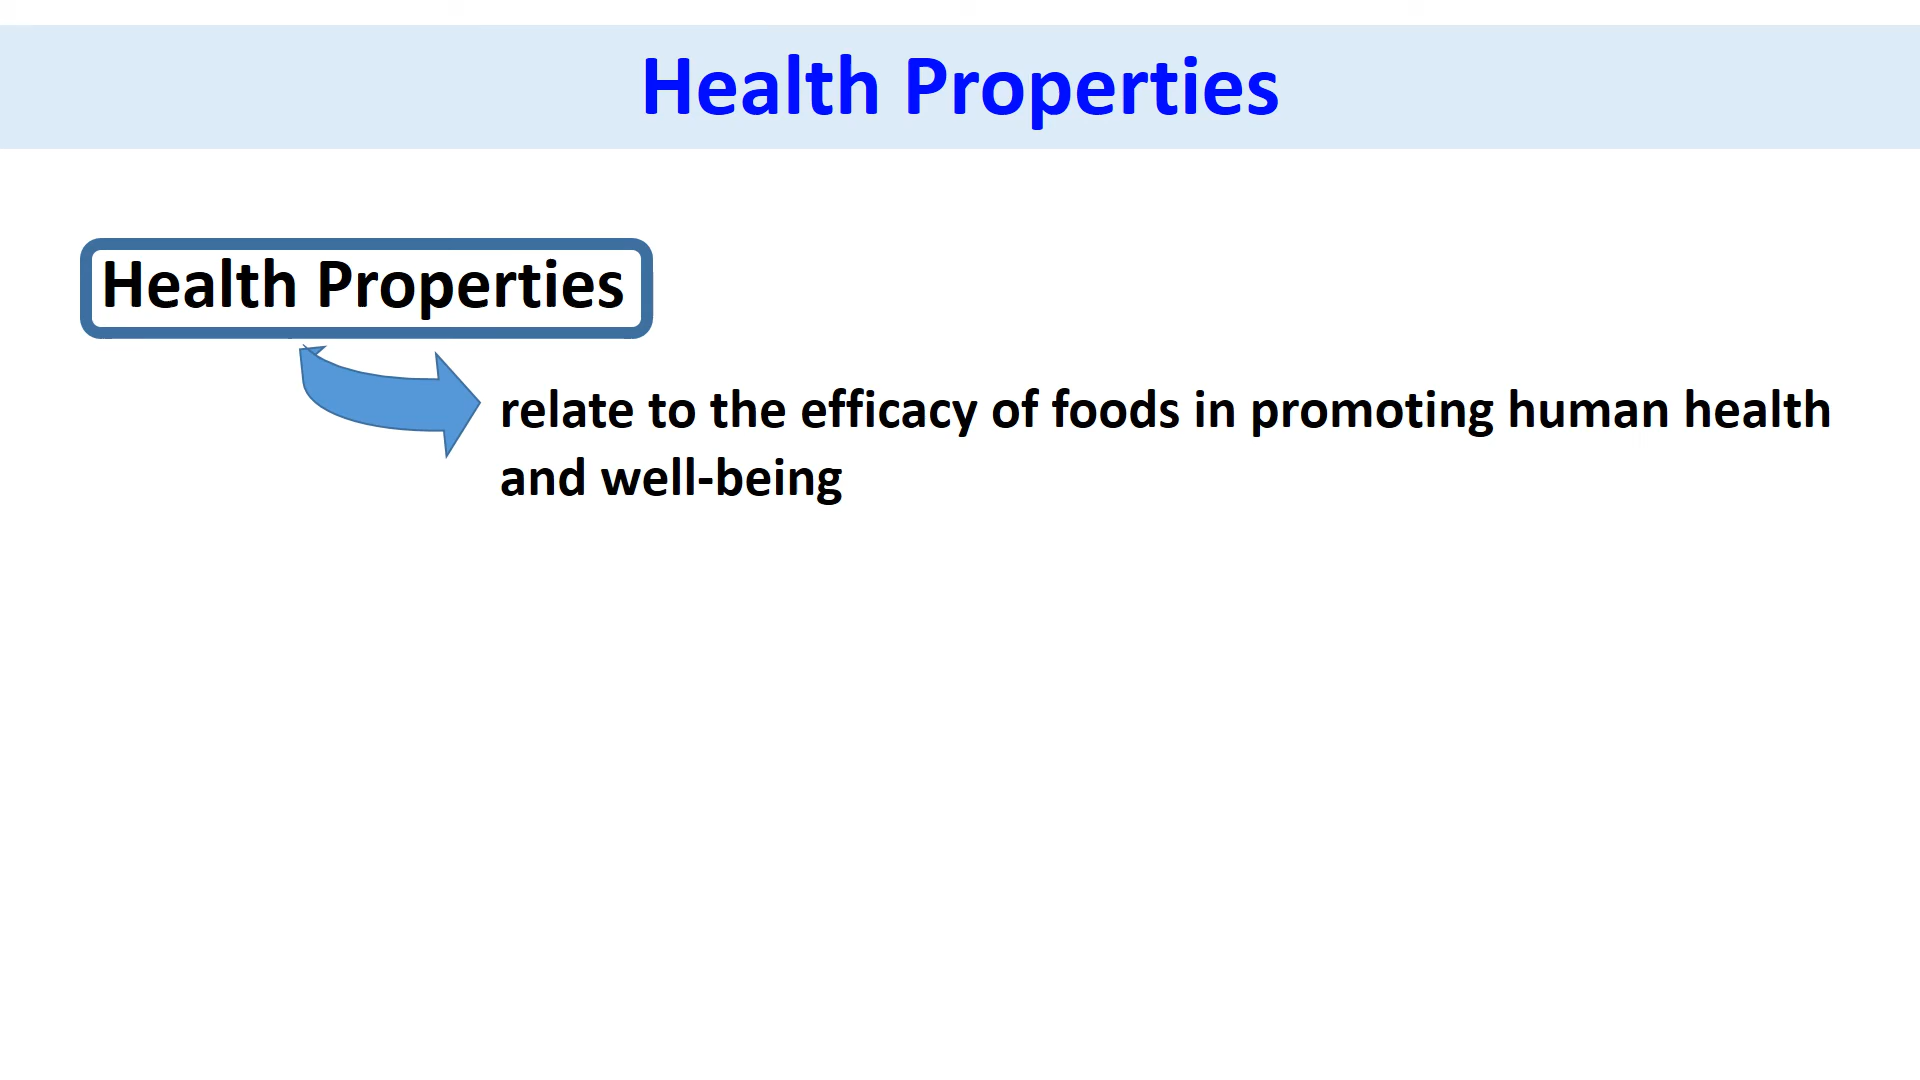 Health Properties
Health Properties
relate to the efficacy of foods in promoting human health
and well-being